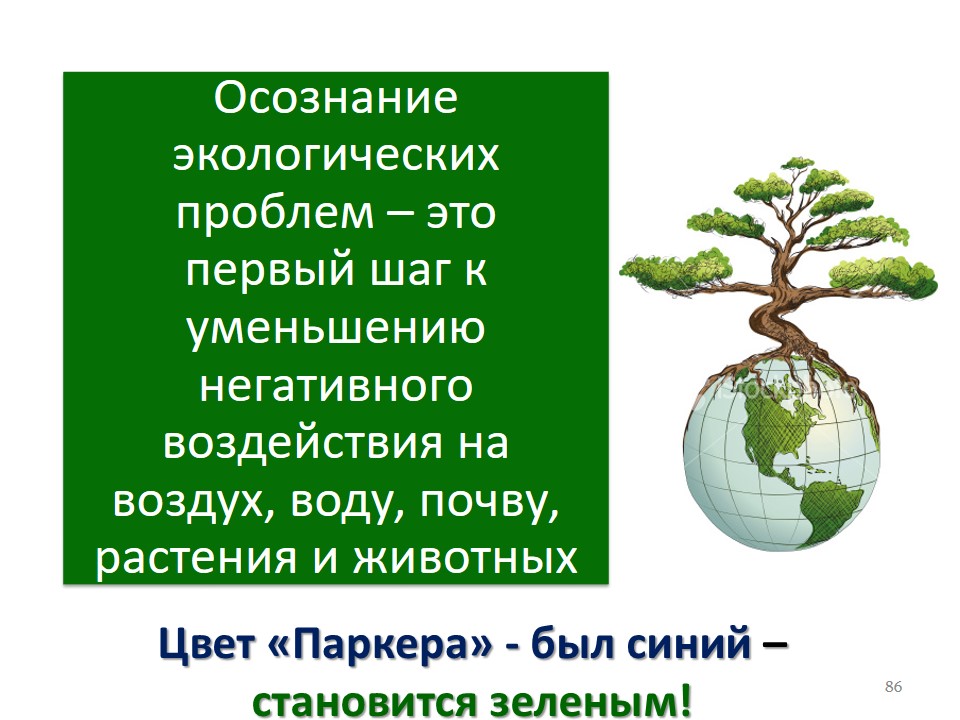 Осознание
экологических
проблем – это
первый шаг к
уменьшению
негативного
воздействия на
воздух, воду, почву,
растения и животных
Цвет «Паркера» - был синий –
становится зеленым!
86